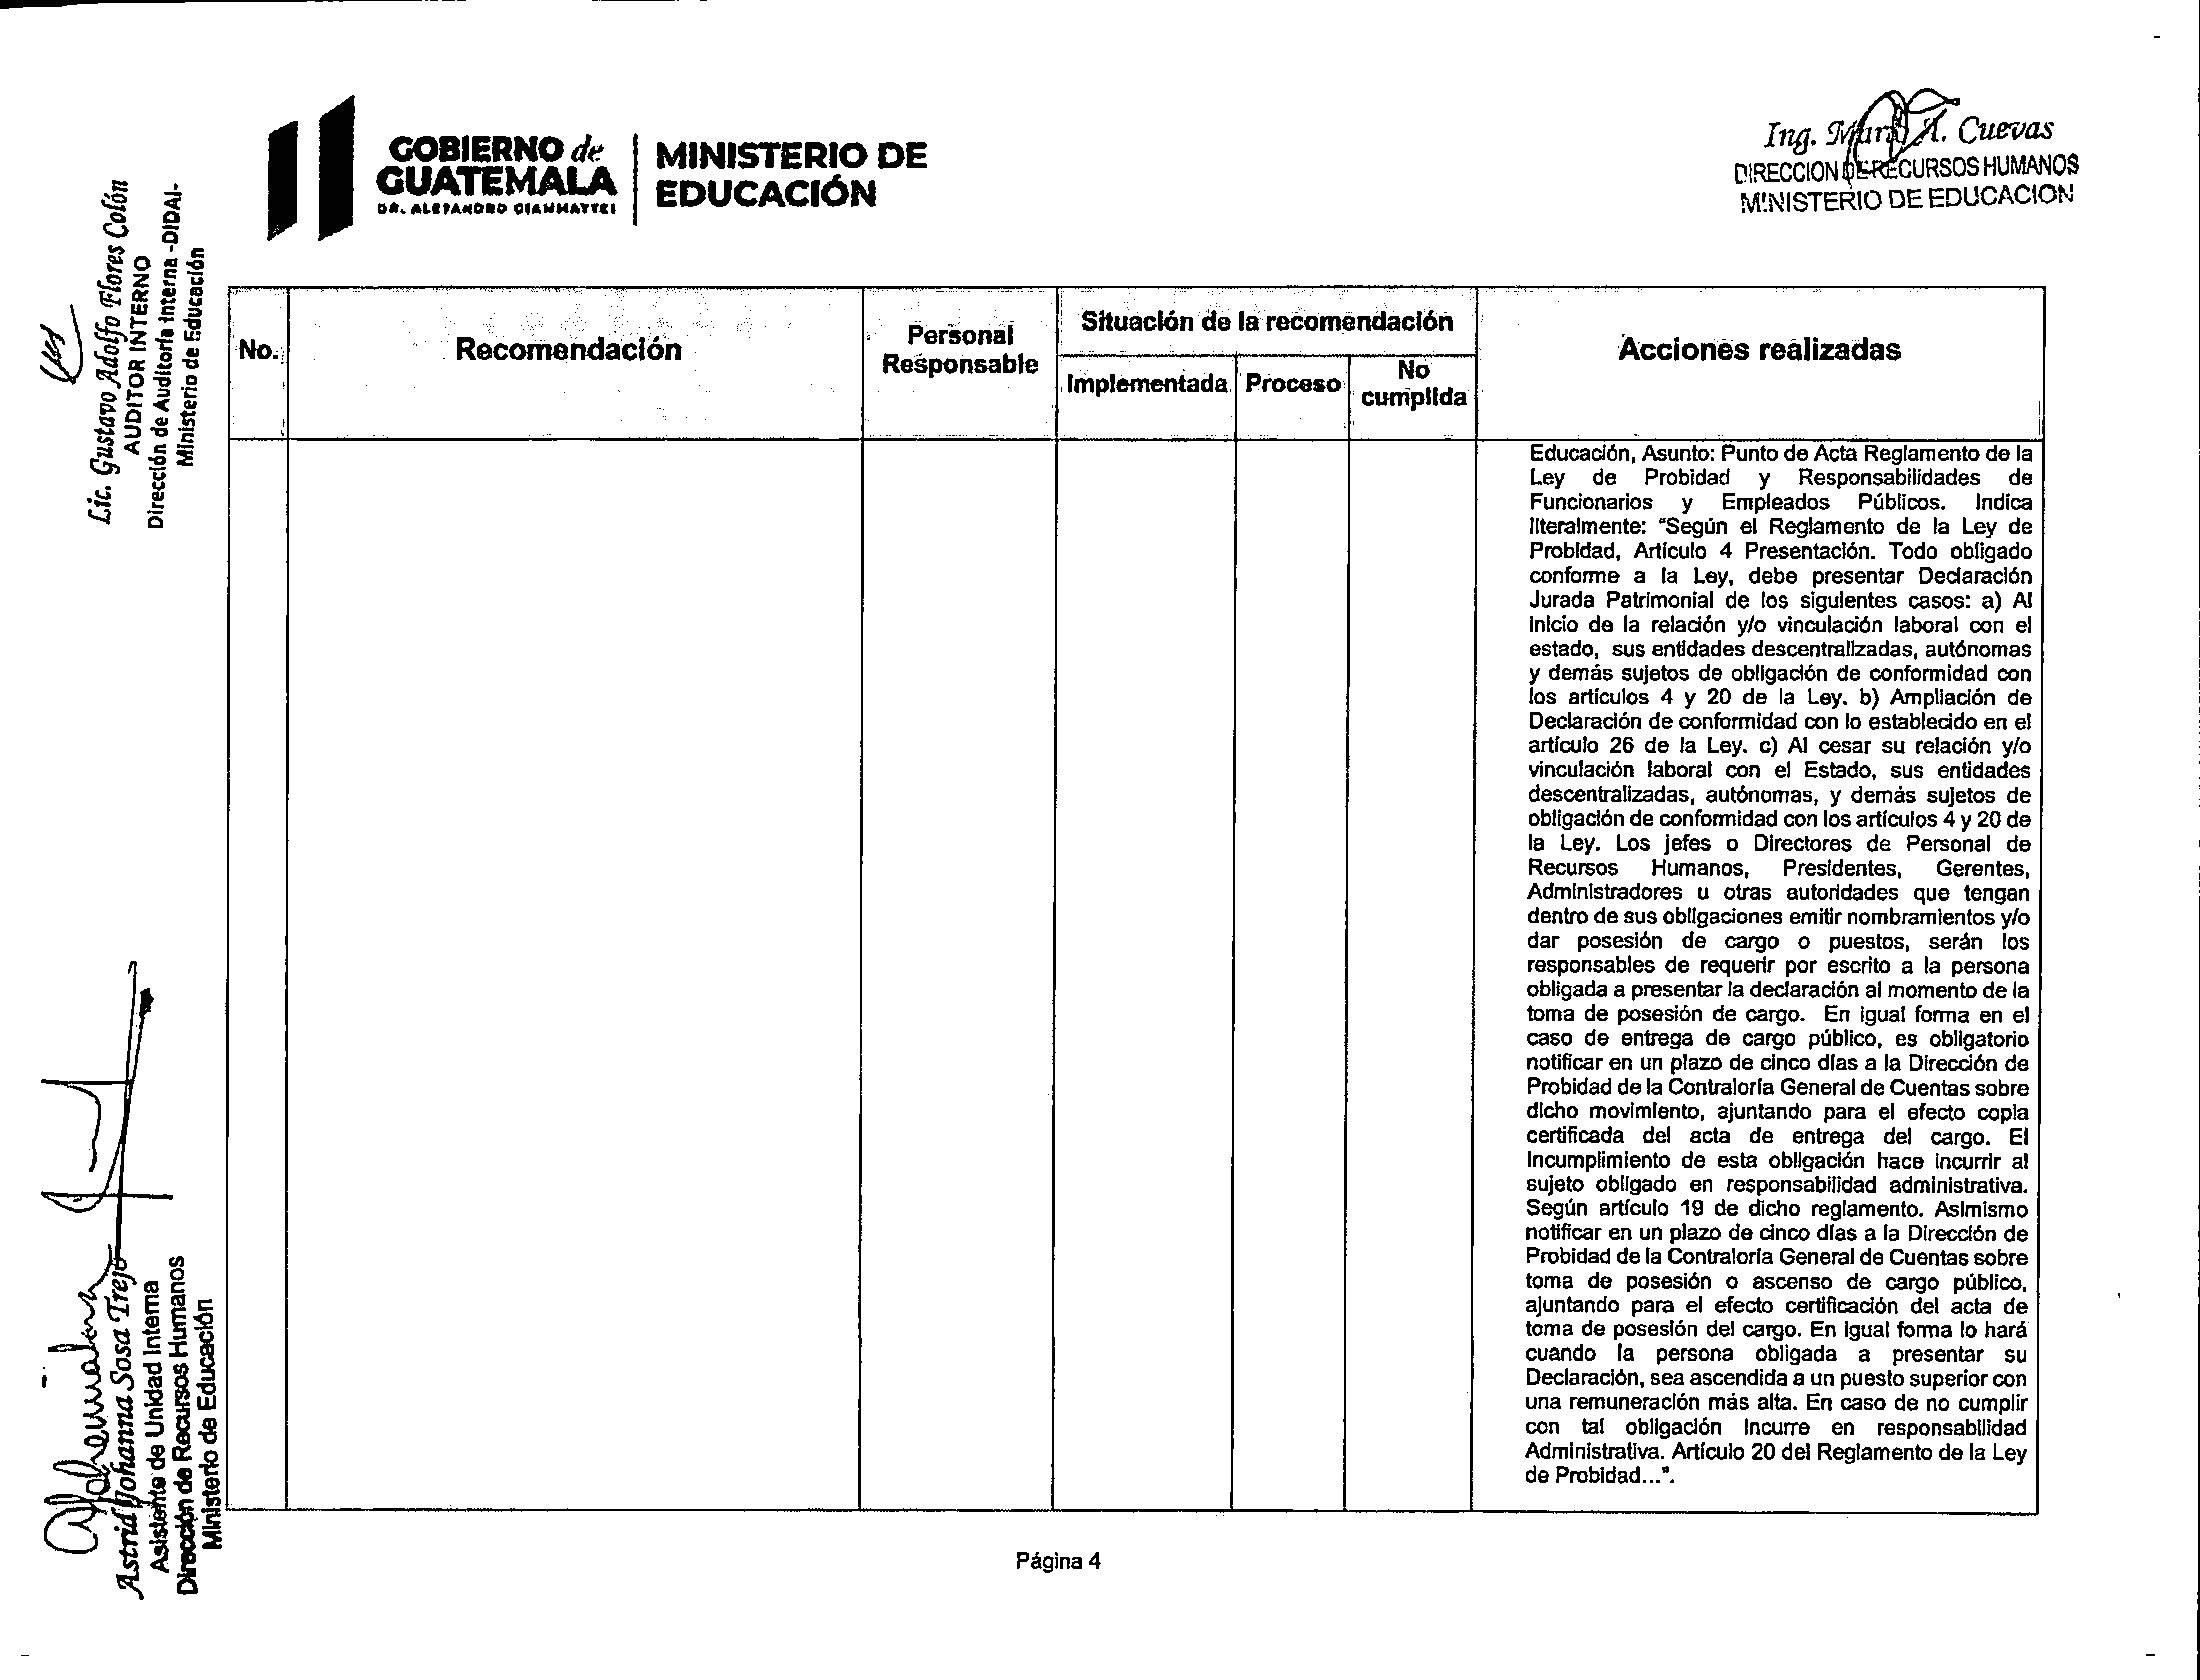 GOBIERNO de
GUATEMALA
DR. ALEJANDRO GIAMMATTEI
MINISTERIO DE
EDUCACIÓN
Ing. A. Cuevas
DIRECCION DE RECURSOS HUMANOS
MINISTERIO DE EDUCACION
Lic. Gustavo Adolfo Flores Colón
AUDITOR INTERNO
Dirección de Auditoría Interna -DIDAI-
Ministerio de Educación
No.
Recomendación
Personal
Responsable
Situación de la recomendación
Implementada
Proceso
No
cumplida
Acciones realizadas
Educación, Asunto: Punto de Acta Reglamento de la
Ley de Probidad y Responsabilidades de
Funcionarios y Empleados Públicos. Indica
literalmente: “Según el Reglamento de la Ley de
Probidad, Artículo 4 Presentación. Todo obligado
conforme a la Ley, debe presentar Declaración
Jurada Patrimonial de los siguientes casos: a) Al
inicio de la relación y/o vinculación laboral con el
estado, sus entidades descentralizadas, autónomas
y demás sujetos de obligación de conformidad con
los artículos 4 y 20 de la Ley. b) Ampliación de
Declaración de conformidad con lo establecido en el
artículo 26 de la Ley. c) Al cesar su relación y/o
vinculación laboral con el Estado, sus entidades
descentralizadas, autónomas, y demás sujetos de
obligación de conformidad con los artículos 4 y 20 de
la Ley. Los jefes o Directores de Personal de
Recursos Humanos, Presidentes, Gerentes,
Administradores u otras autoridades que tengan
dentro de sus obligaciones emitir nombramientos y/o
dar posesión de cargo o puestos, serán los
responsables de requerir por escrito a la persona
obligada a presentar la declaración al momento de la
toma de posesión de cargo. En igual forma en el
caso de entrega de cargo público, es obligatorio
notificar en un plazo de cinco días a la Dirección de
Probidad de la Contraloría General de Cuentas sobre
dicho movimiento, ajuntando para el efecto copia
certificada del acta de entrega del cargo. El
incumplimiento de esta obligación hace incurrir al
sujeto obligado en responsabilidad administrativa.
Según artículo 19 de dicho reglamento. Asimismo
notificar en un plazo de cinco días a la Dirección de
Probidad de la Contraloría General de Cuentas sobre
toma de posesión o ascenso de cargo público,
ajuntando para el efecto certificación del acta de
toma de posesión del cargo. En igual forma lo hará
cuando la persona obligada a presentar su
Declaración, sea ascendida a un puesto superior con
una remuneración más alta. En caso de no cumplir
con tal obligación incurre en responsabilidad
Administrativa. Artículo 20 del Reglamento de la Ley
de Probidad...”.
Astrid Johanna Sosa Trejo
Asistente de Unidad Interna
Dirección de Recursos Humanos
Ministerio de Educación
Página 4